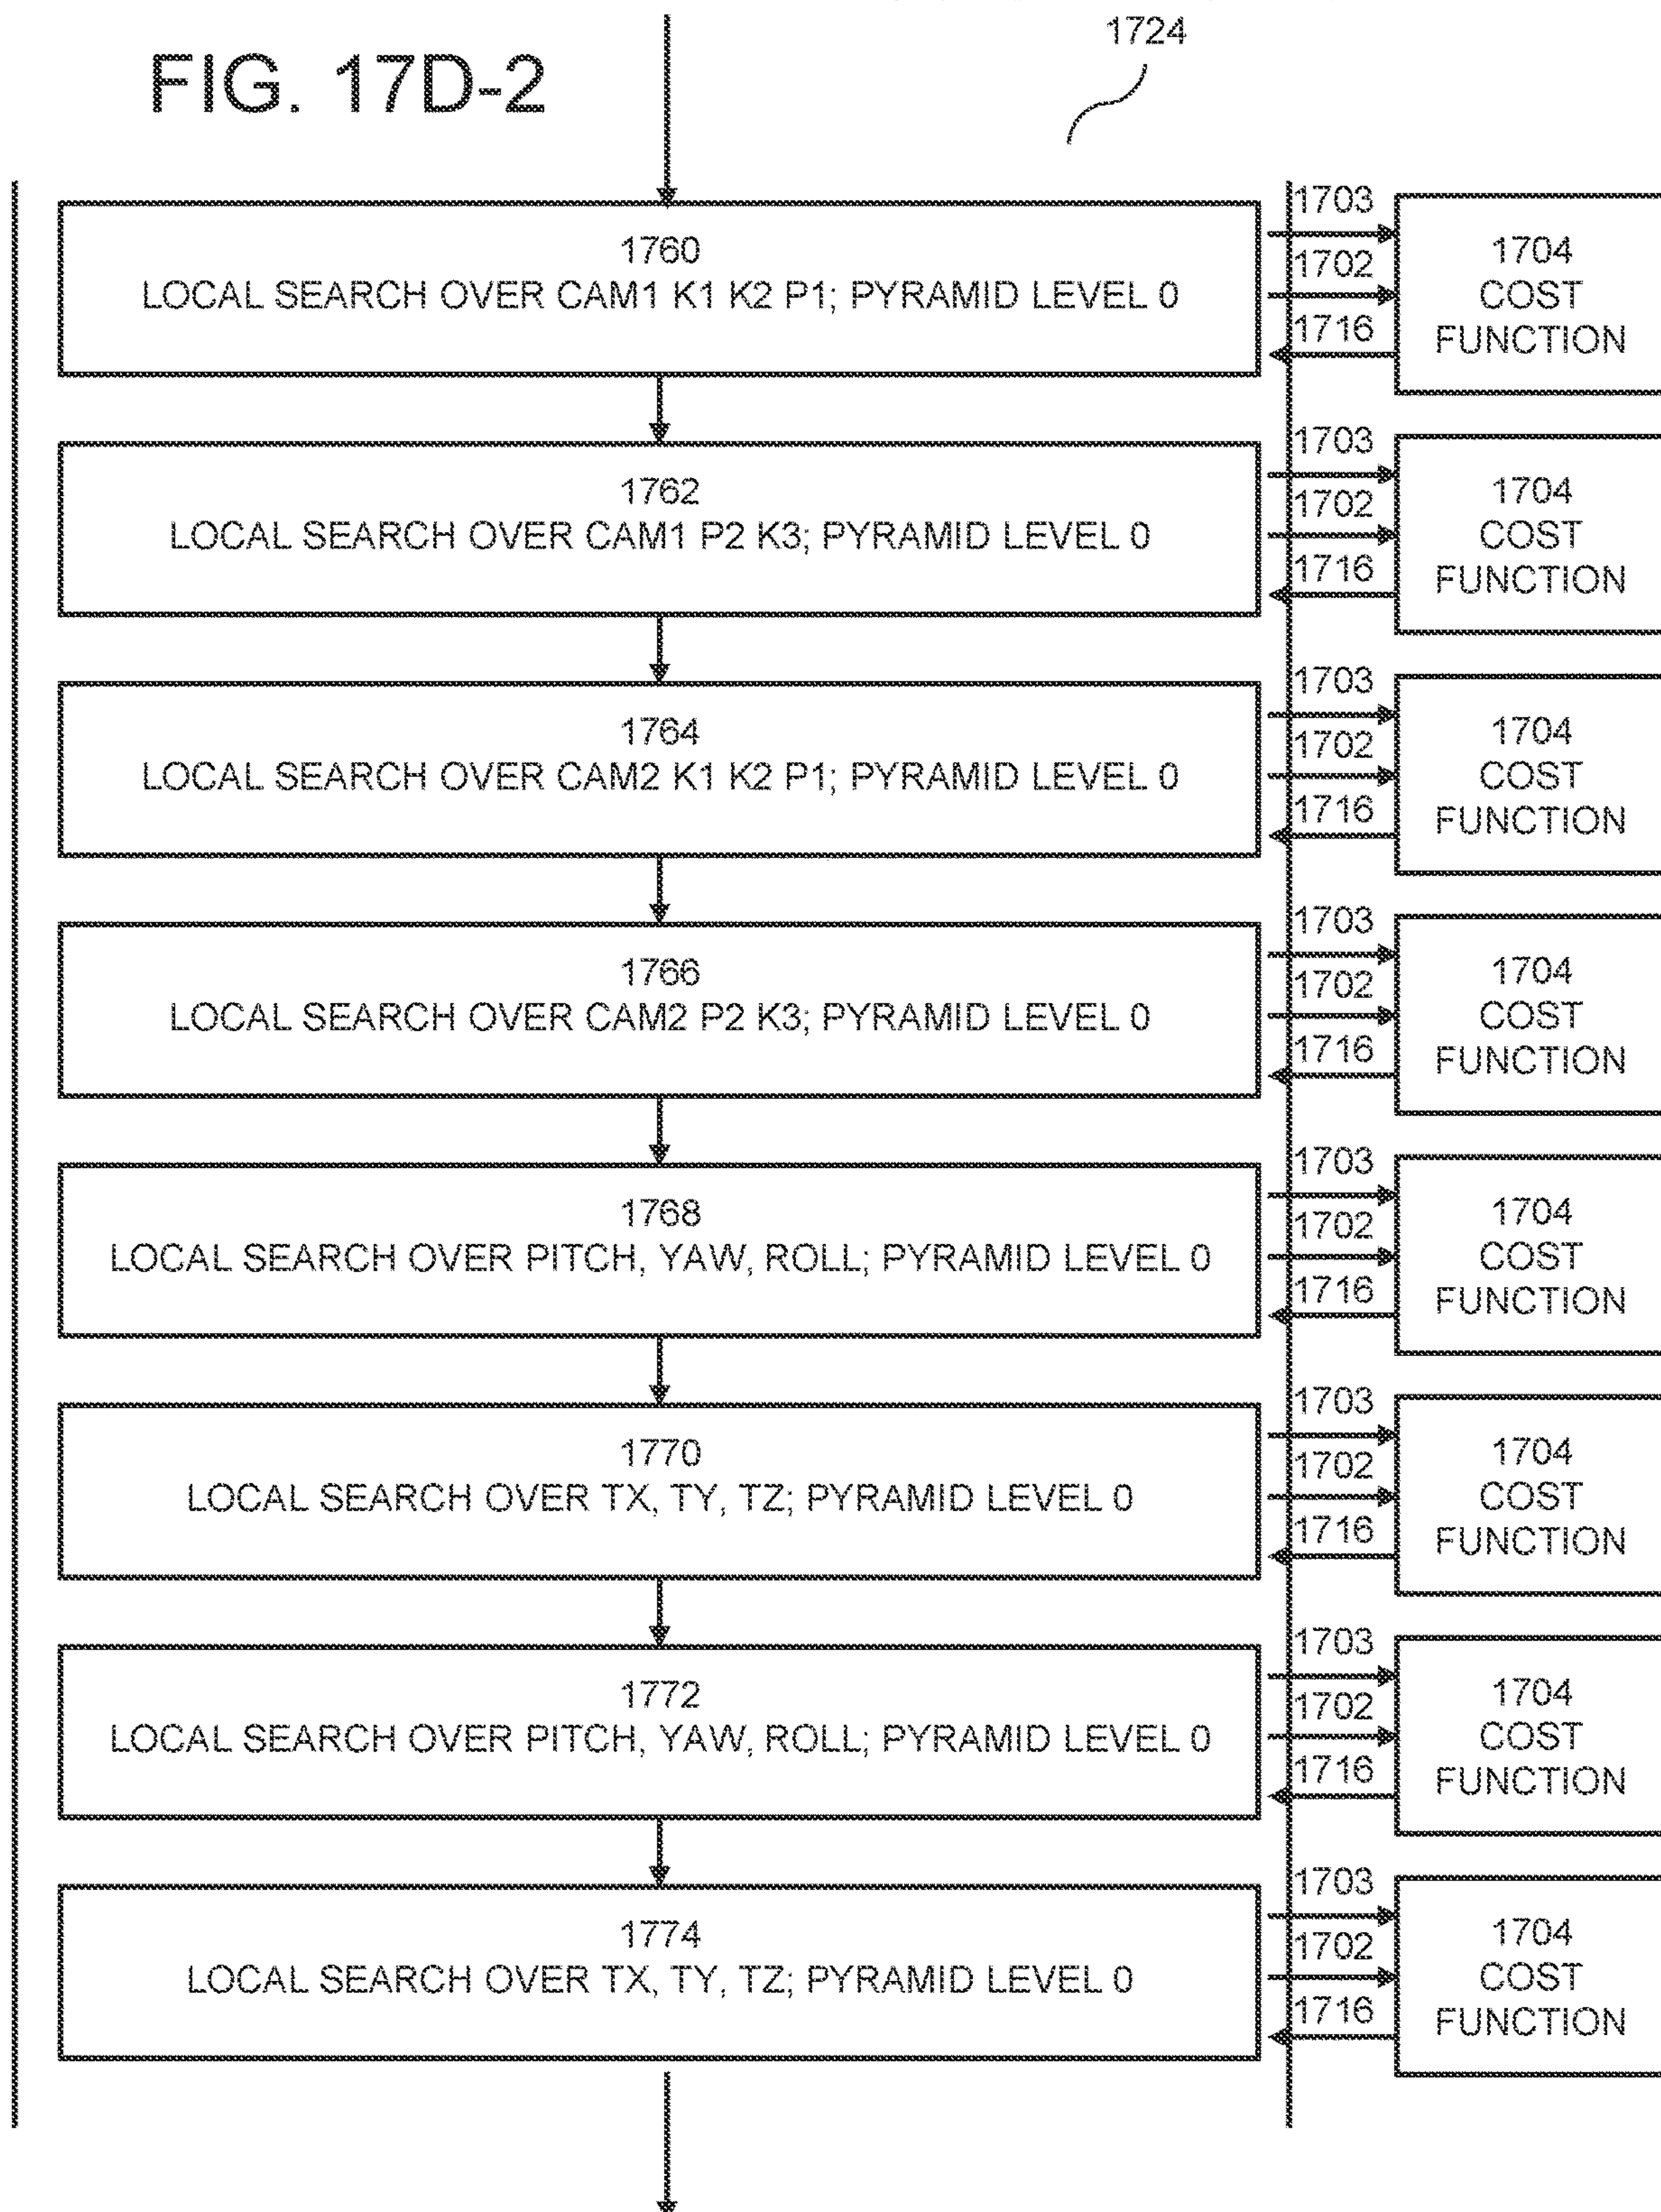 FIG. 17D-2
1724
1760
LOCAL SEARCH OVER CAM1 K1 K2 P1; PYRAMID LEVEL 0
1703
1702
1716
1704
COST
FUNCTION
1762
LOCAL SEARCH OVER CAM1 P2 K3; PYRAMID LEVEL 0
1703
1702
1716
1704
COST
FUNCTION
1764
LOCAL SEARCH OVER CAM2 K1 K2 P1; PYRAMID LEVEL 0
1703
1702
1716
1704
COST
FUNCTION
1766
LOCAL SEARCH OVER CAM2 P2 K3; PYRAMID LEVEL 0
1703
1702
1716
1704
COST
FUNCTION
1768
LOCAL SEARCH OVER PITCH, YAW, ROLL; PYRAMID LEVEL 0
1703
1702
1716
1704
COST
FUNCTION
1770
LOCAL SEARCH OVER TX, TY, TZ; PYRAMID LEVEL 0
1703
1702
1716
1704
COST
FUNCTION
1772
LOCAL SEARCH OVER PITCH, YAW, ROLL; PYRAMID LEVEL 0
1703
1702
1716
1704
COST
FUNCTION
1774
LOCAL SEARCH OVER TX, TY, TZ; PYRAMID LEVEL 0
1703
1702
1716
1704
COST
FUNCTION